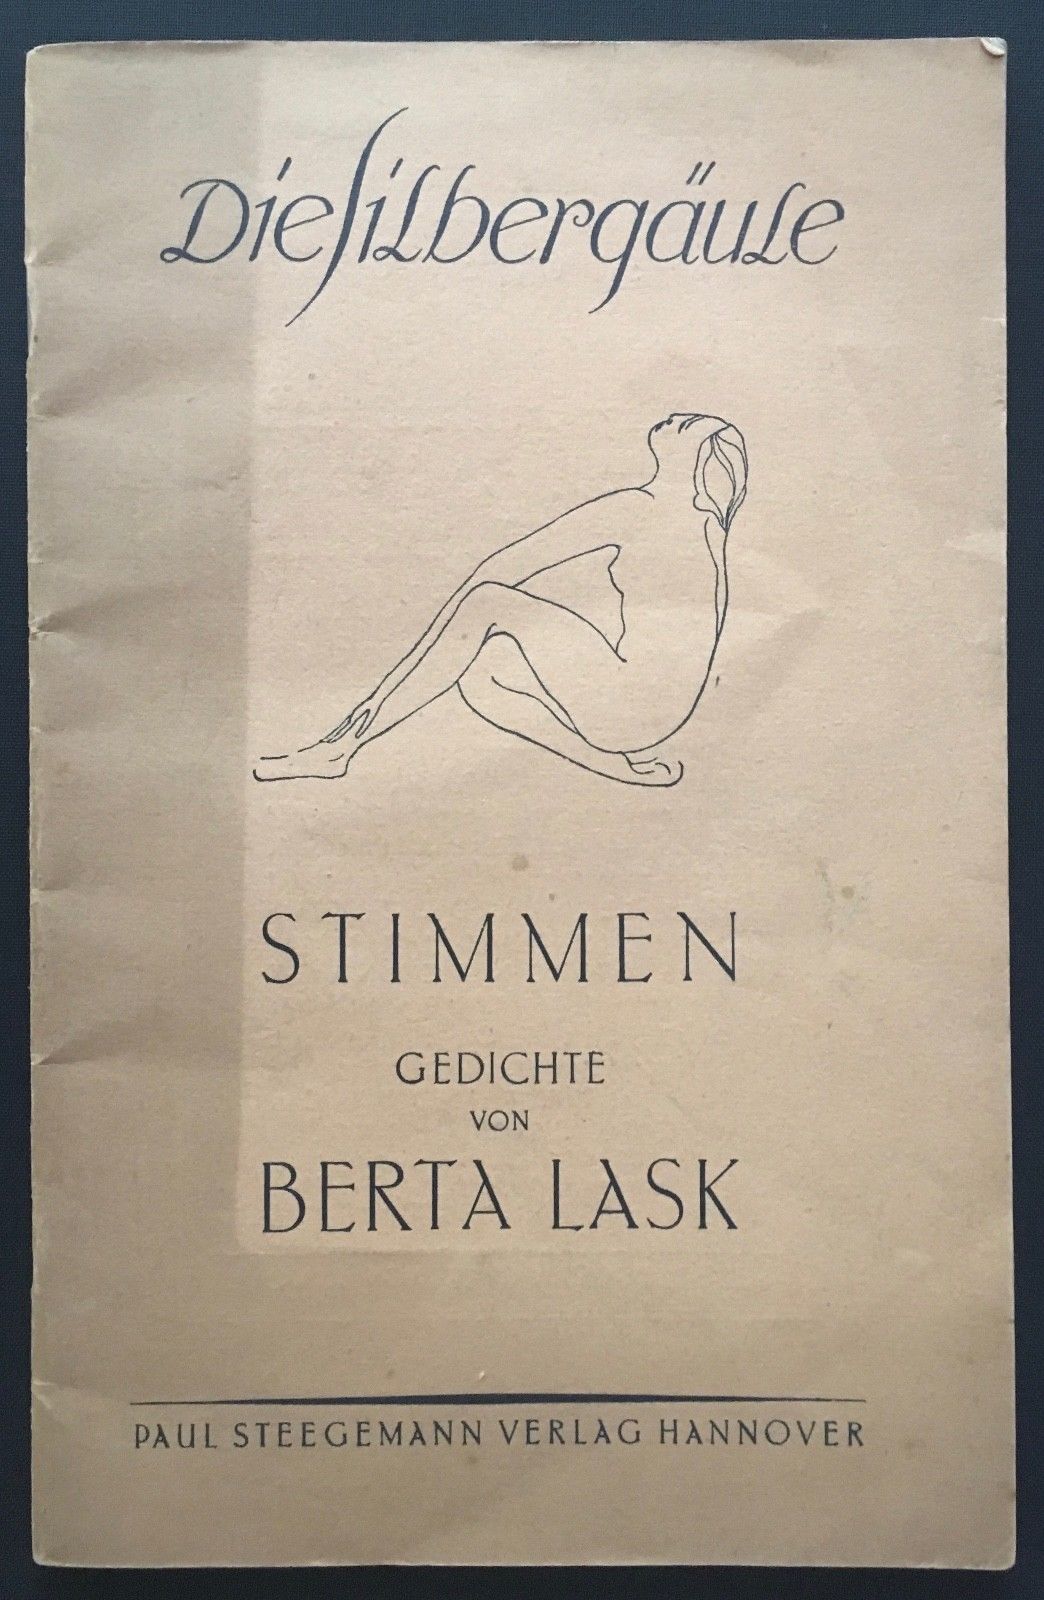 Die Silbergäule
STIMMEN
GEDICHTE
VON
BERTA LASK
PAUL STEEGEMANN VERLAG HANNOVER